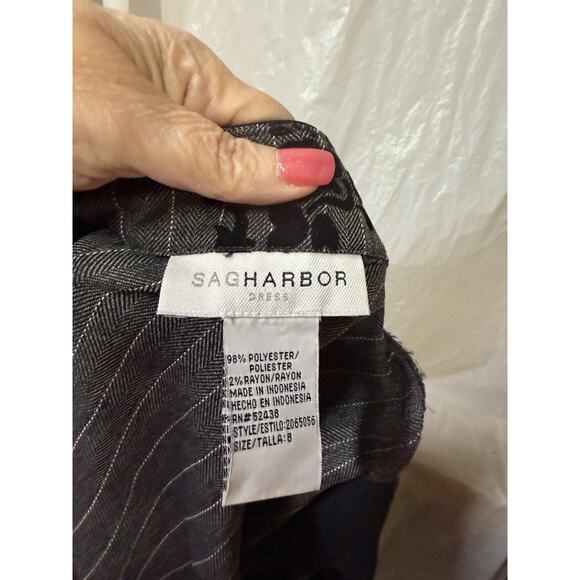 SAGHARBOR
DRESS
98% POLYESTER/
POLIESTER
2% RAYON/RAYON
MADE IN INDONESIA
HECHO EN INDONESIA
RN#52438
STYLE/ESTILO:2065056
SIZE/TALLA: 8